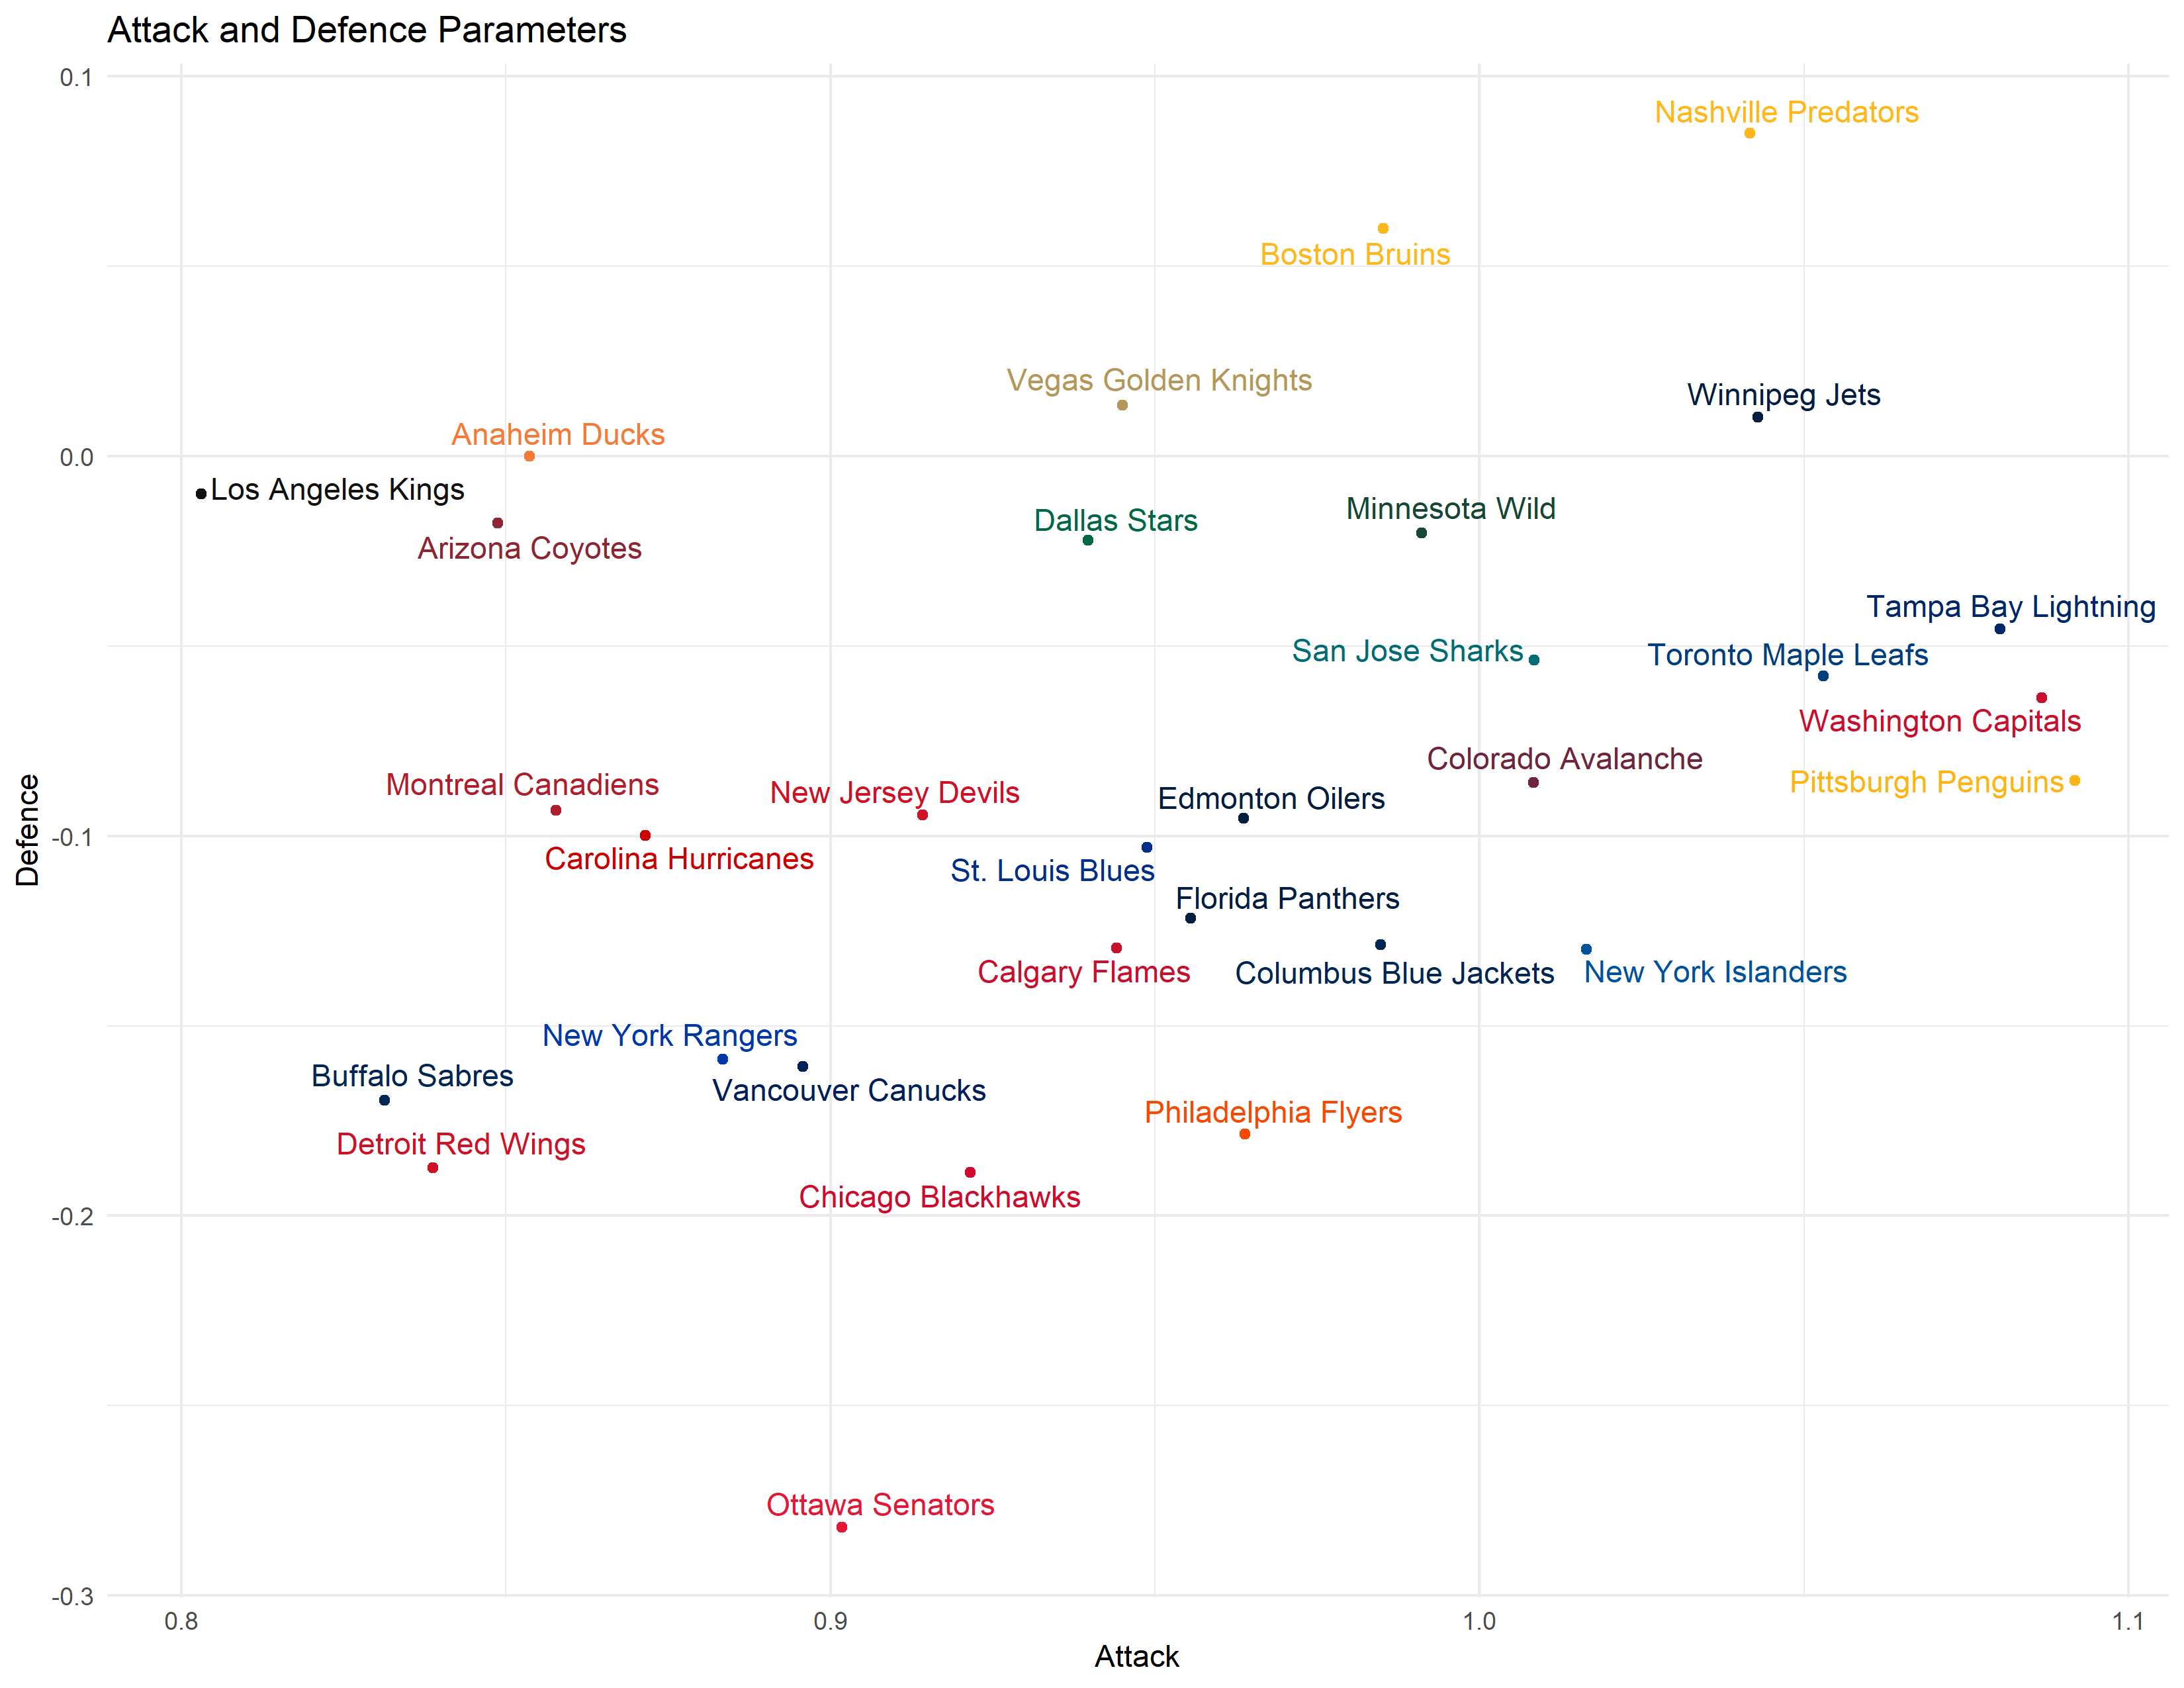 Attack and Defence Parameters
0.1
Nashville Predators
Boston Bruins
Vegas Golden Knights
Winnipeg Jets
Anaheim Ducks
0.0
Los Angeles Kings
Minnesota Wild
Dallas Stars
Arizona Coyotes
Tampa Bay Lightning
San Jose Sharks
Toronto Maple Leafs
Washington Capitals
Colorado Avalanche
Pittsburgh Penguins
Montreal Canadiens
New Jersey Devils
Edmonton Oilers
Defence
-0.1
Carolina Hurricanes
St. Louis Blues
Florida Panthers
Calgary Flames
Columbus Blue Jackets
New York Islanders
New York Rangers
Buffalo Sabres
Vancouver Canucks
Philadelphia Flyers
Detroit Red Wings
Chicago Blackhawks
-0.2
Ottawa Senators
-0.3
0.8
0.9
1.0
1.1
Attack